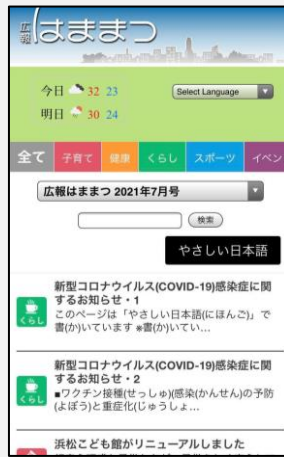 広報はままつ
今日 32 23
Select Language
明日 30 24
全て 子育て 健康 くらし スポーツ イベン
広報はままつ 2021年7月号
検索
やさしい日本語
新型コロナウイルス(COVID-19)感染症に関
するお知らせ・1
このページは「やさしい日本語(にほんご)」で
書(か)いています ※書(か)いてい…
くらし
新型コロナウイルス(COVID-19)感染症に関
するお知らせ・2
■ワクチン接種(せっしゅ)(感染(かんせん)の予防
(よぼう)と重症化(じゅうしょ…
くらし
浜松こども館がリニューアルしました